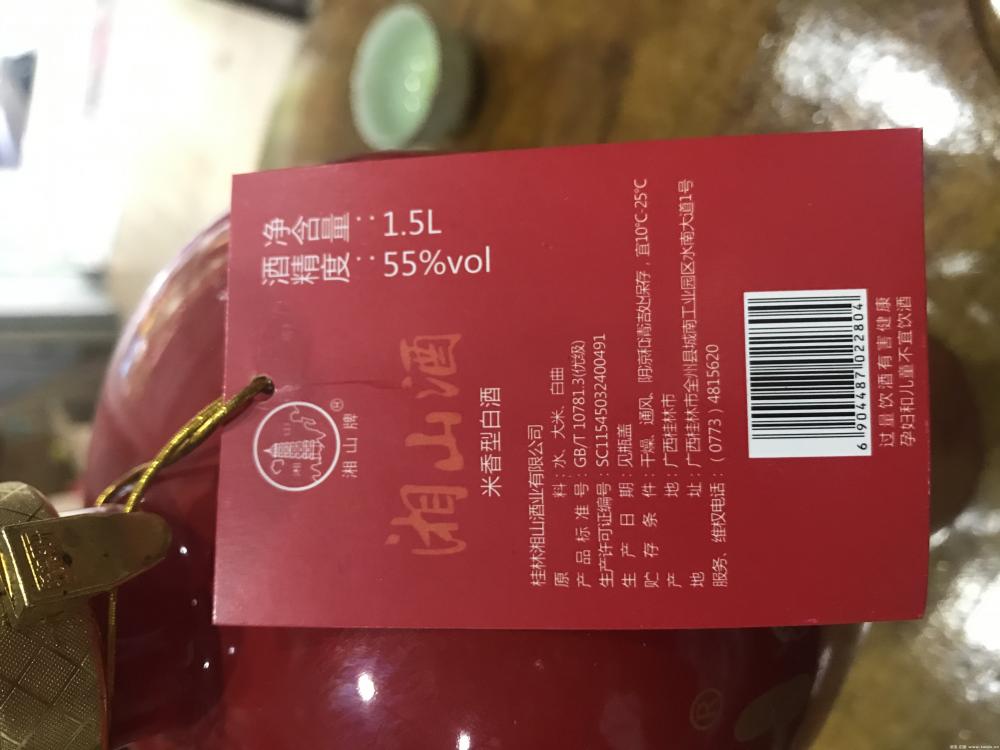 湘山牌®
净含量：1.5L
酒精度：55%vol
湘山酒
米香型白酒
桂林湘山酒业有限公司
原料：水、大米、白曲
产品标准号：GB/T 10781.3(优级)
生产许可证编号：SC11545032400491
生产日期：见瓶盖
贮存条件：干燥、通风、阴凉和清洁处保存，宜10℃-25℃
产地：广西桂林市
地址：广西桂林市全州县城南工业园区水南大道1号
服务、维权电话：（0773）4815620
6904487022804
过量饮酒有害健康
孕妇和儿童不宜饮酒
®